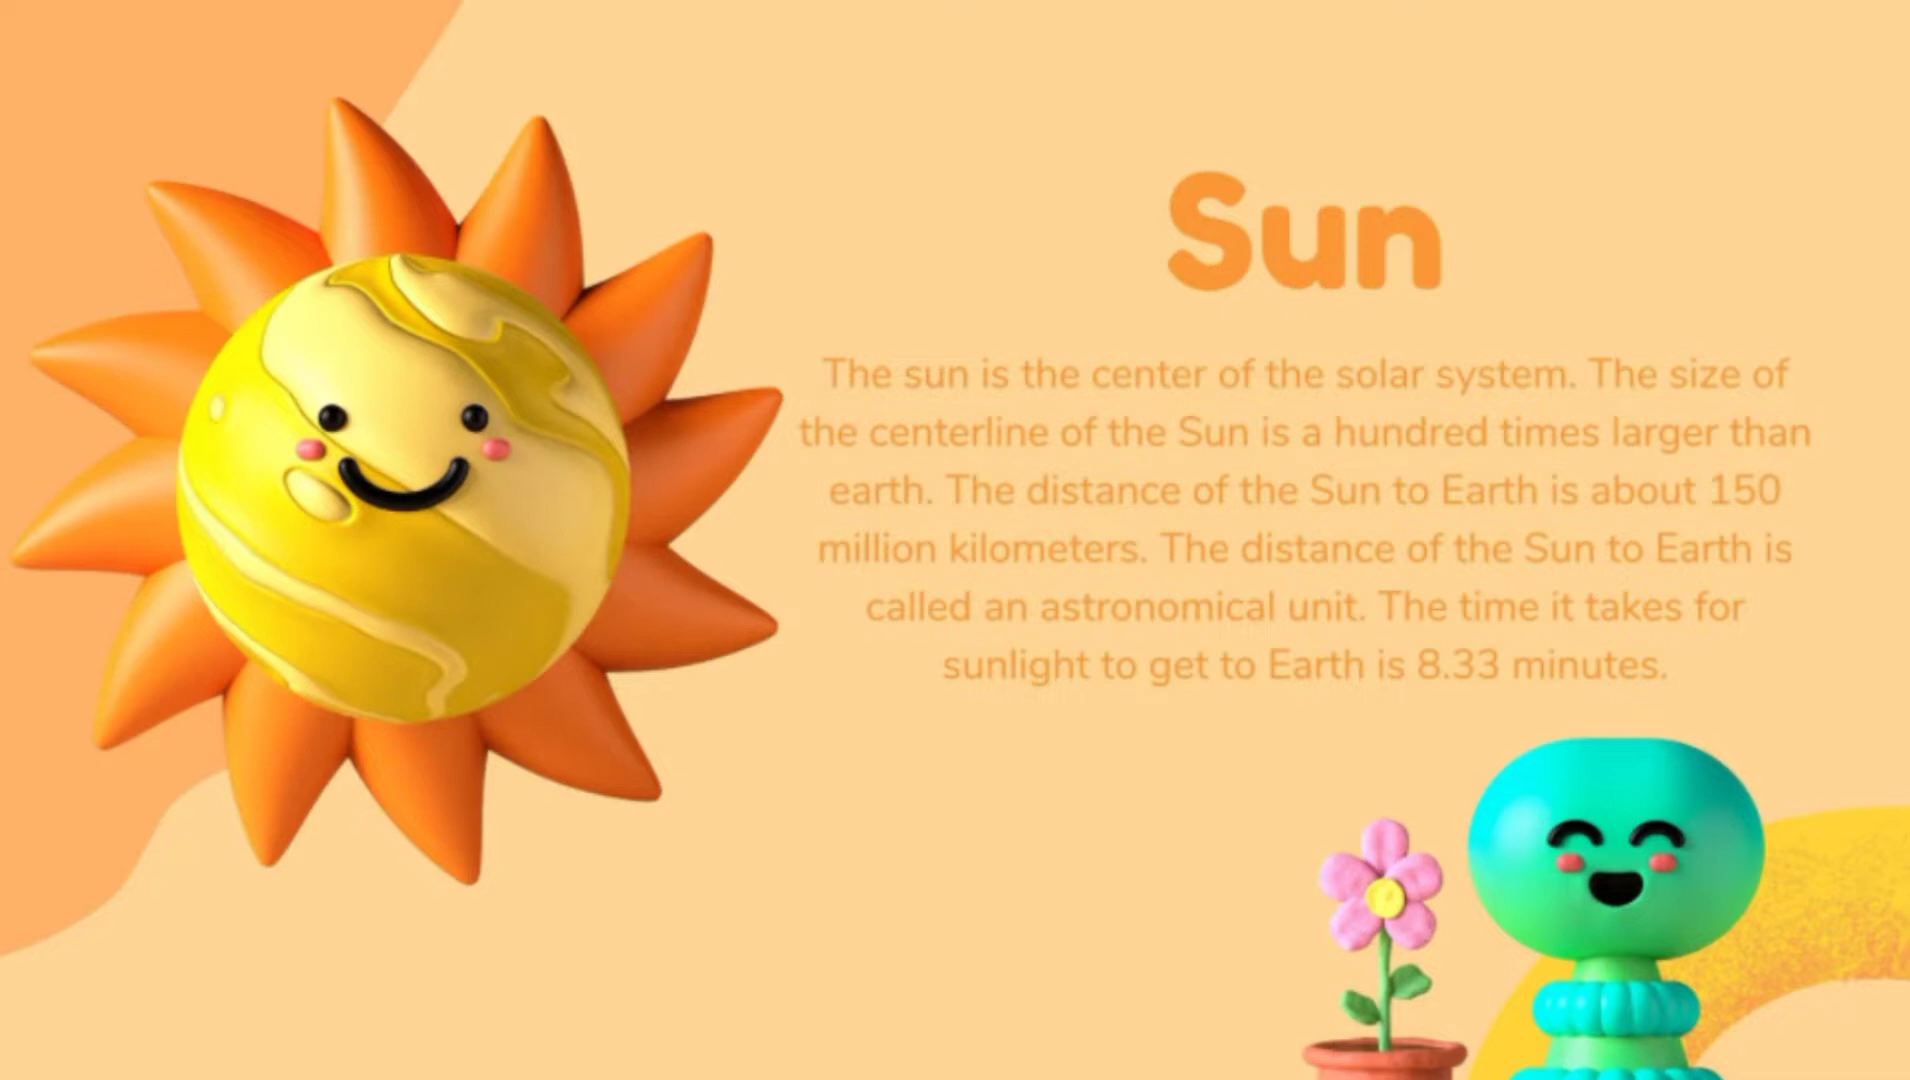 Sun
The sun is the center of the solar system. The size of
the centerline of the Sun is a hundred times larger than
earth. The distance of the Sun to Earth is about 150
million kilometers. The distance of the Sun to Earth is
called an astronomical unit. The time it takes for
sunlight to get to Earth is 8.33 minutes.